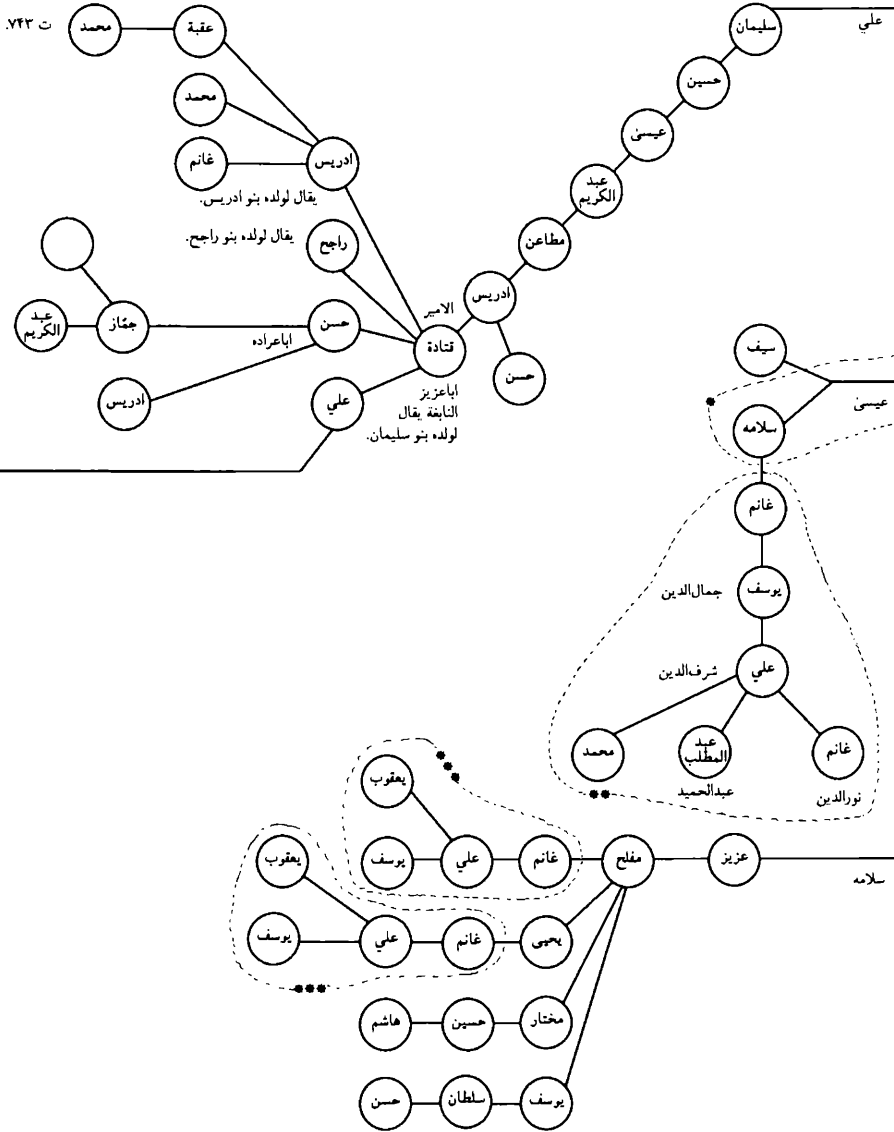 علي
سليمان
حسين
عيسىٰ
عبد
الكريم
مطاعن
ادريس
حسن
الامير
قتادة
اباعزيز
النابغة يقال
لولده بنو سليمان.
ادريس
يقال لولده بنو ادريس.
عقبة
محمد
ت ۷۴۳.
محمد
غانم
راجح
يقال لولده بنو راجح.
حسن
اباعراده
جمّاز
عبد
الكريم
ادريس
علي
عيسىٰ
سيف
سلامه
*
غانم
يوسف
جمال‌الدين
علي
شرف‌الدين
غانم
نورالدين
عبد
المطّلب
عبدالحميد
محمد
**
سلامه
عزيز
مفلح
غانم
علي
يعقوب
يوسف
***
يحيى
غانم
علي
يعقوب
يوسف
***
مختار
حسين
هاشم
يوسف
سلطان
حسن